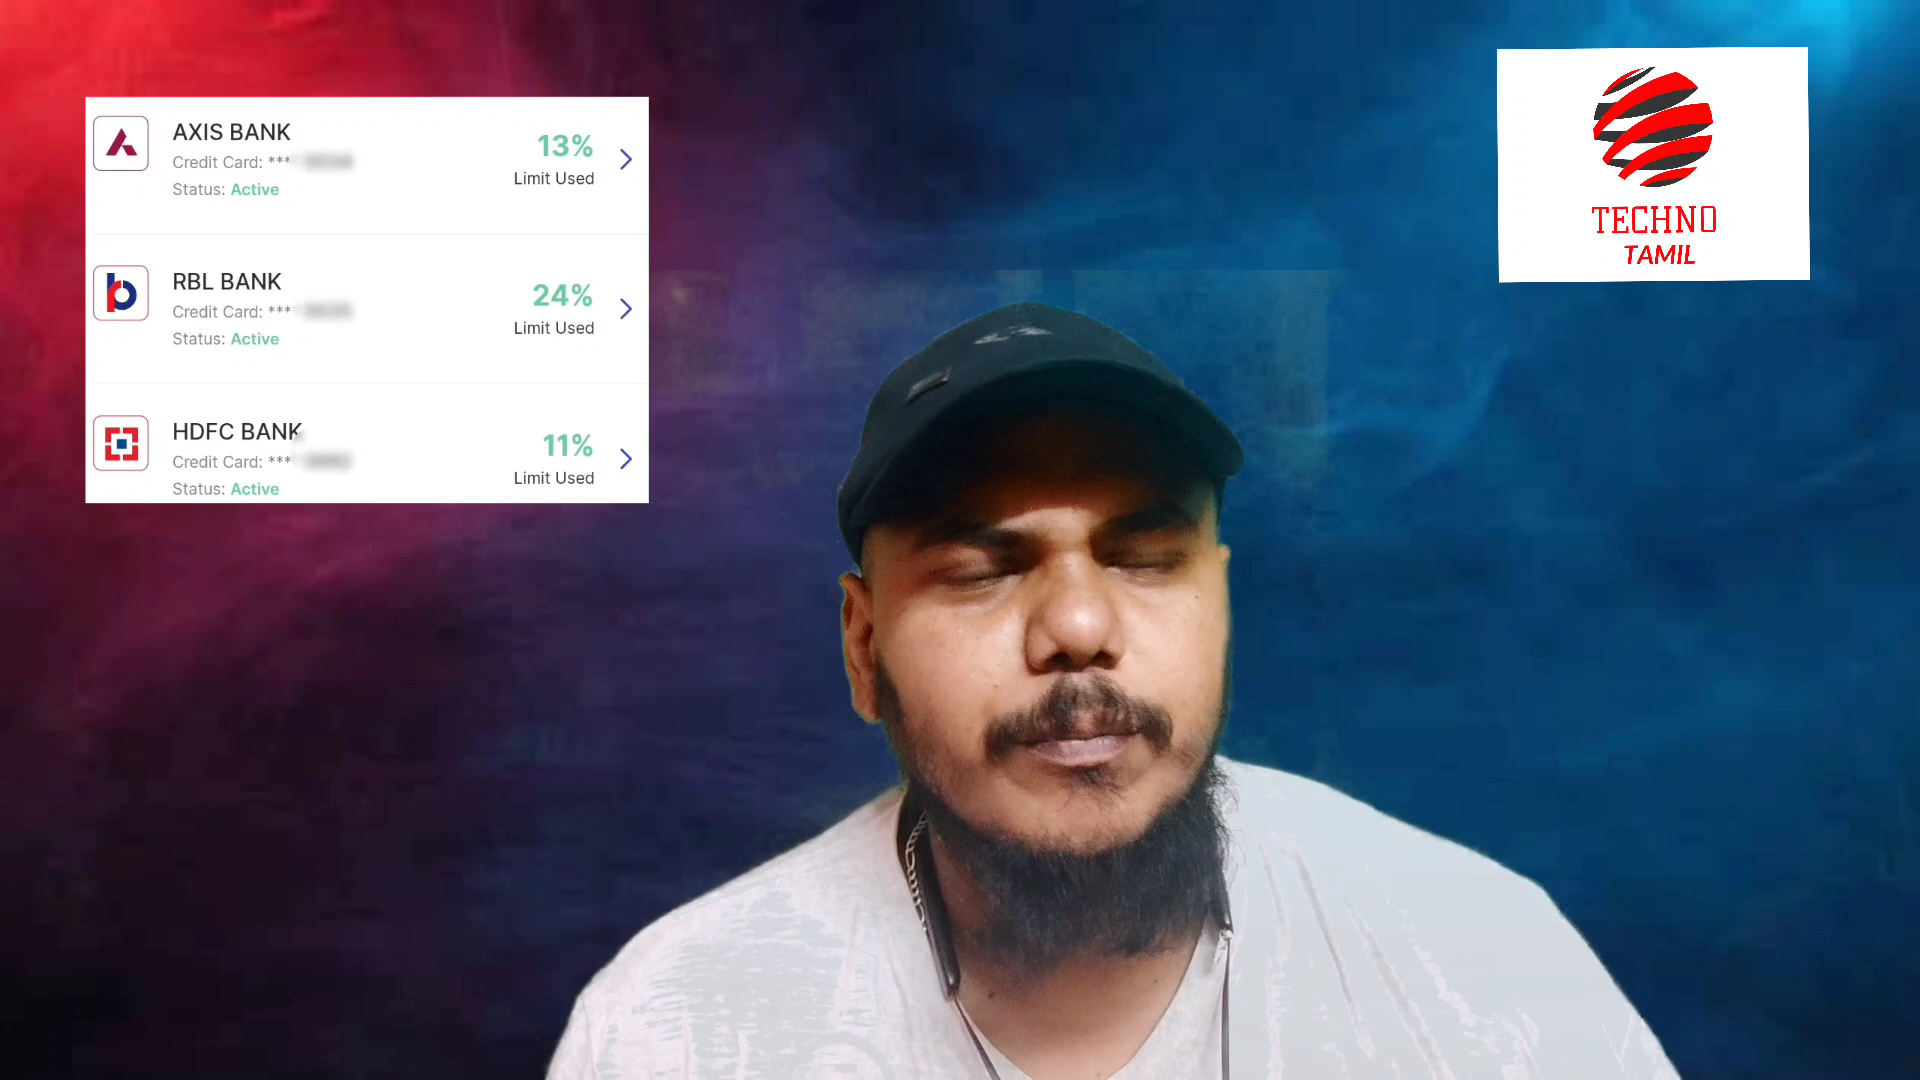 AXIS BANK
Credit Card: ***
Status: Active
13%
Limit Used
RBL BANK
Credit Card: ****
Status: Active
24%
Limit Used
HDFC BANK
Credit Card: ***
Status: Active
11%
Limit Used
TECHNO
TAMIL